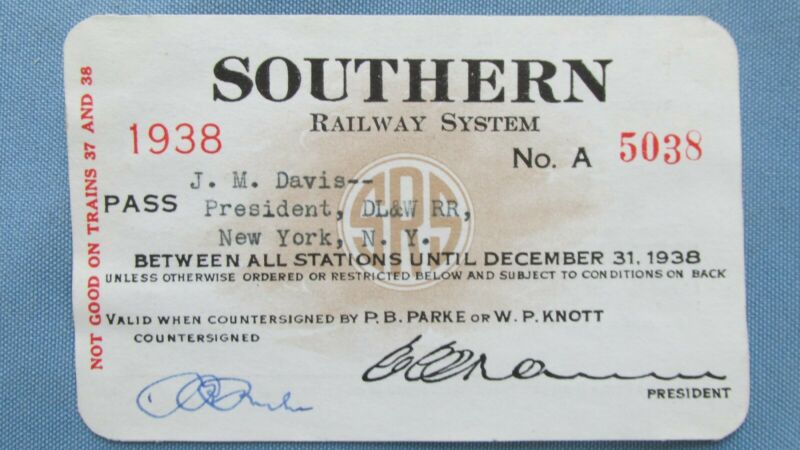 SOUTHERN
RAILWAY SYSTEM
NOT GOOD ON TRAINS 37 AND 38
1938
No. A 5038
PASS
J. M. Davis--
President, DL&W RR,
New York, N. Y.
SRS
BETWEEN ALL STATIONS UNTIL DECEMBER 31, 1938
UNLESS OTHERWISE ORDERED OR RESTRICTED BELOW AND SUBJECT TO CONDITIONS ON BACK
VALID WHEN COUNTERSIGNED BY P. B. PARKE OR W. P. KNOTT
COUNTERSIGNED
PRESIDENT